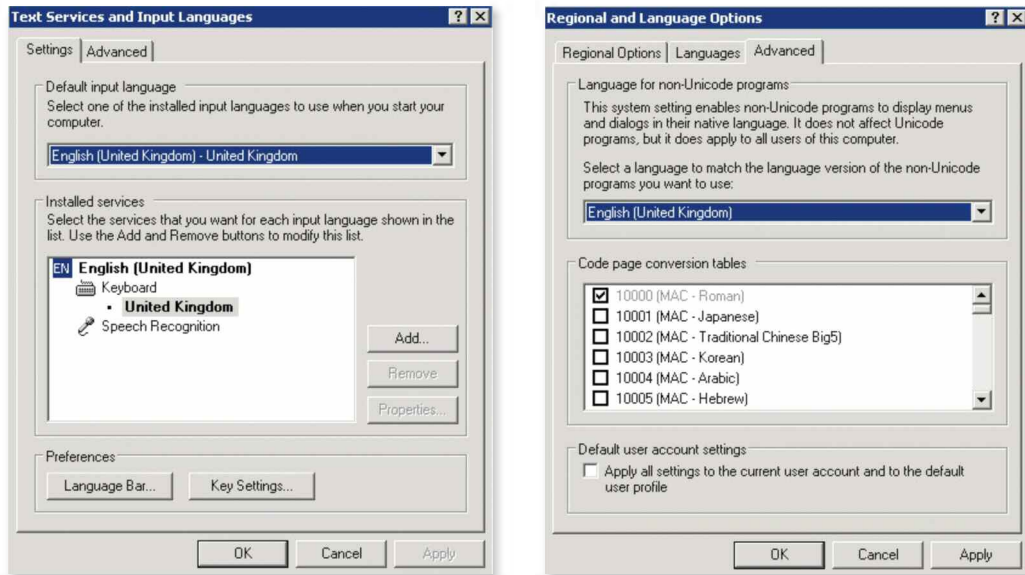 Text Services and Input Languages
Settings
Advanced
Default input language
Select one of the installed input languages to use when you start your
computer.
English (United Kingdom) - United Kingdom
Installed services
Select the services that you want for each input language shown in the
list. Use the Add and Remove buttons to modify this list.
EN English (United Kingdom)
Keyboard
United Kingdom
Speech Recognition
Add...
Remove
Properties...
Preferences
Language Bar...
Key Settings...
OK
Cancel
Apply
Regional and Language Options
Regional Options
Languages
Advanced
Language for non-Unicode programs
This system setting enables non-Unicode programs to display menus
and dialogs in their native language. It does not affect Unicode
programs, but it does apply to all users of this computer.
Select a language to match the language version of the non-Unicode
programs you want to use:
English (United Kingdom)
Code page conversion tables
10000 (MAC - Roman)
10001 (MAC - Japanese)
10002 (MAC - Traditional Chinese Big5)
10003 (MAC - Korean)
10004 (MAC - Arabic)
10005 (MAC - Hebrew)
Default user account settings
Apply all settings to the current user account and to the default
user profile
OK
Cancel
Apply